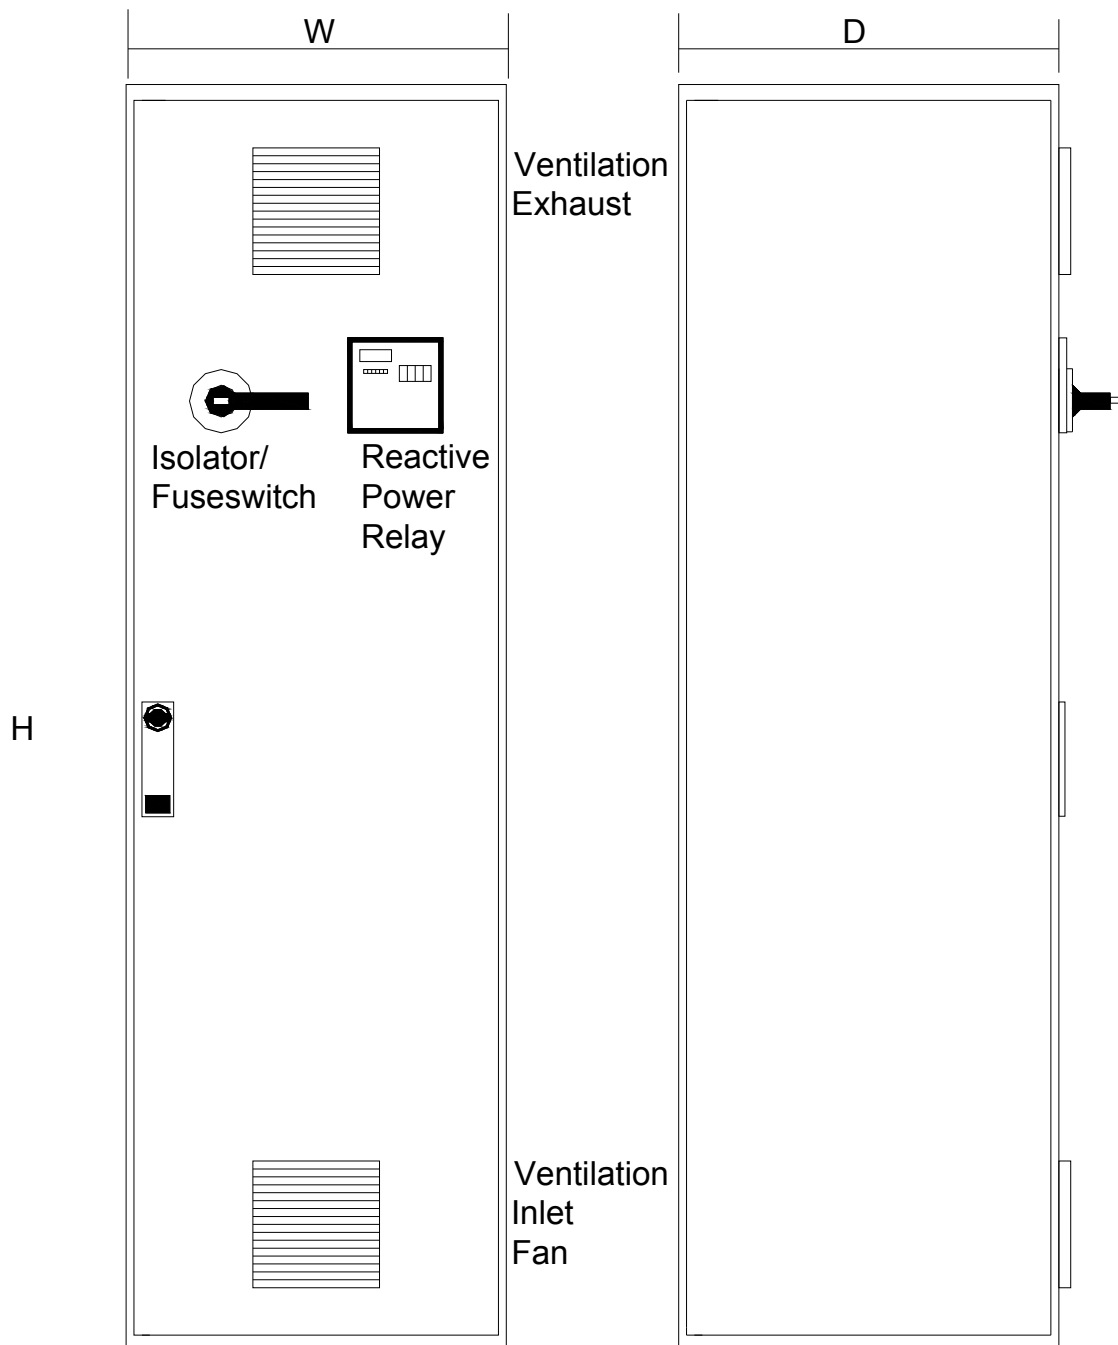 W
D
Ventilation
Exhaust
Isolator/
Fuseswitch
Reactive
Power
Relay
H
Ventilation
Inlet
Fan